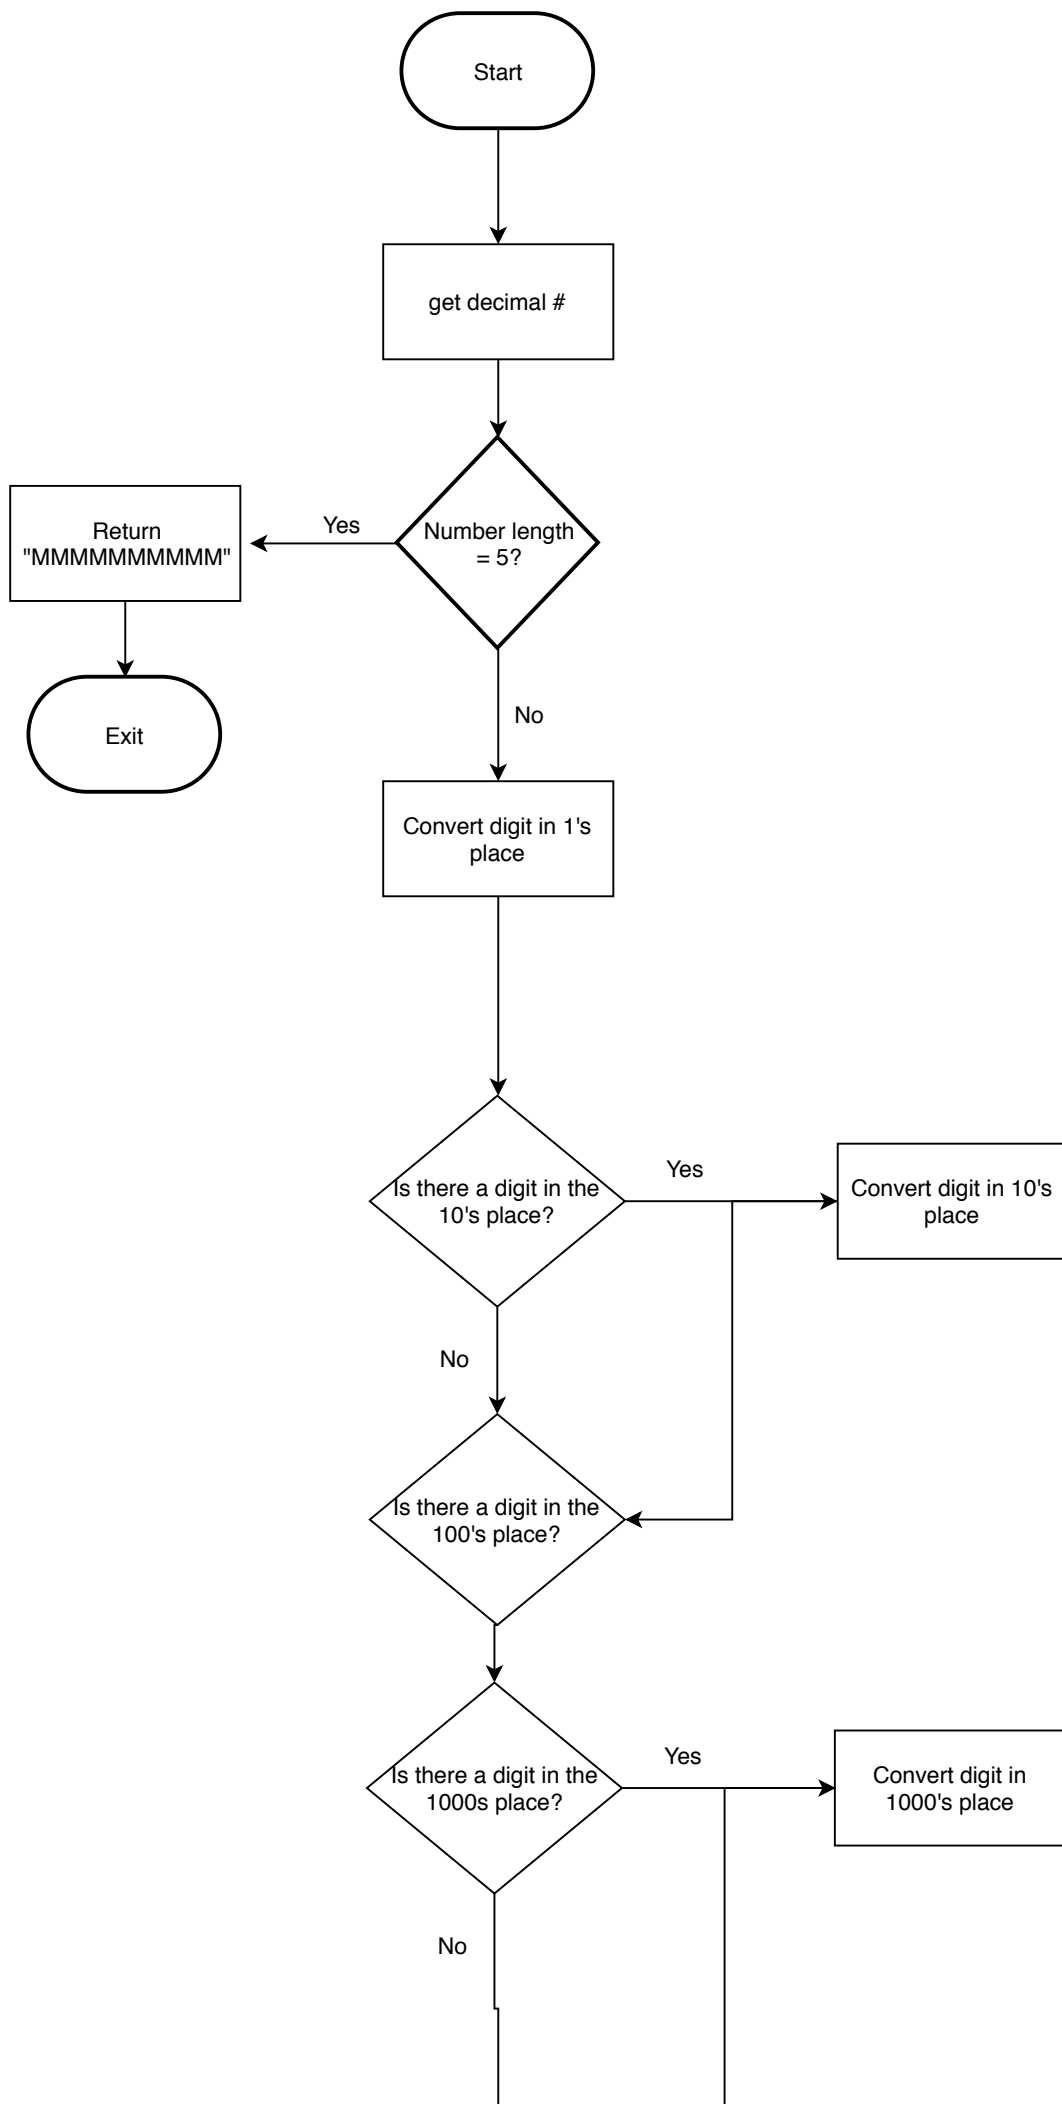 Start
get decimal #
Number length
= 5?
Yes
Return
"MMMMMMMMMM"
Exit
No
Convert digit in 1's
place
Is there a digit in the
10's place?
Yes
Convert digit in 10's
place
No
Is there a digit in the
100's place?
Is there a digit in the
1000s place?
Yes
Convert digit in
1000's place
No